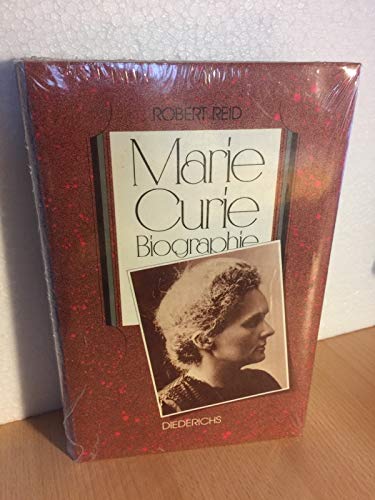 ROBERT REID
Marie
Curie
Biographie
DIEDERICHS